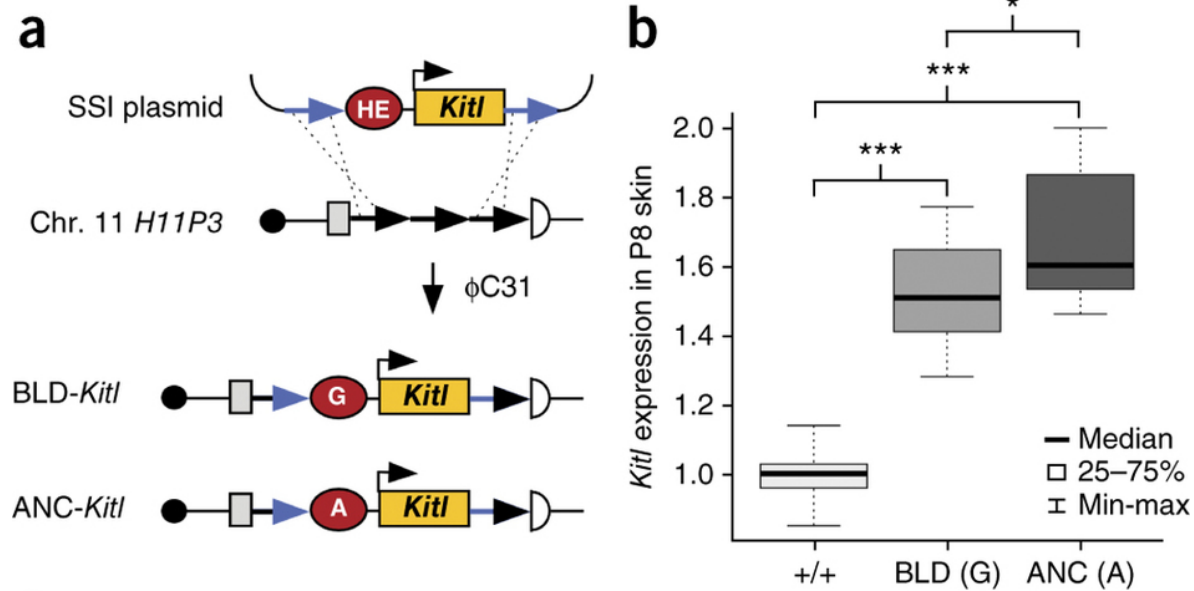 a
SSI plasmid
HE
Kitl
Chr. 11 H11P3
ϕC31
BLD-Kitl
G
Kitl
ANC-Kitl
A
Kitl
b
*
***
***
Kitl expression in P8 skin
2.0
1.8
1.6
1.4
1.2
1.0
Median
25–75%
Min-max
+/+
BLD (G)
ANC (A)